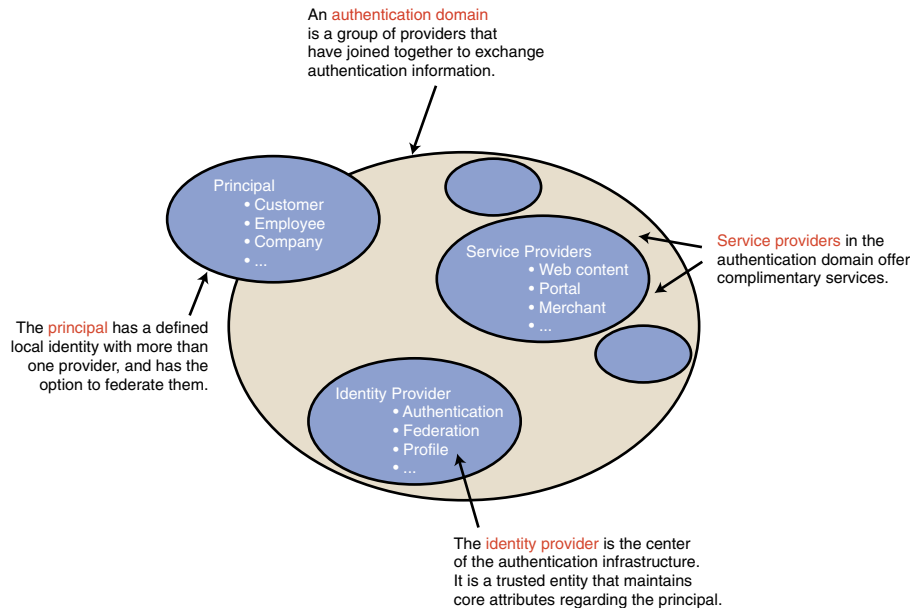 An authentication domain
is a group of providers that
have joined together to exchange
authentication information.
Principal
• Customer
• Employee
• Company
• ...
Service Providers
• Web content
• Portal
• Merchant
• ...
Service providers in the
authentication domain offer
complimentary services.
The principal has a defined
local identity with more than
one provider, and has the
option to federate them.
Identity Provider
• Authentication
• Federation
• Profile
• ...
The identity provider is the center
of the authentication infrastructure.
It is a trusted entity that maintains
core attributes regarding the principal.